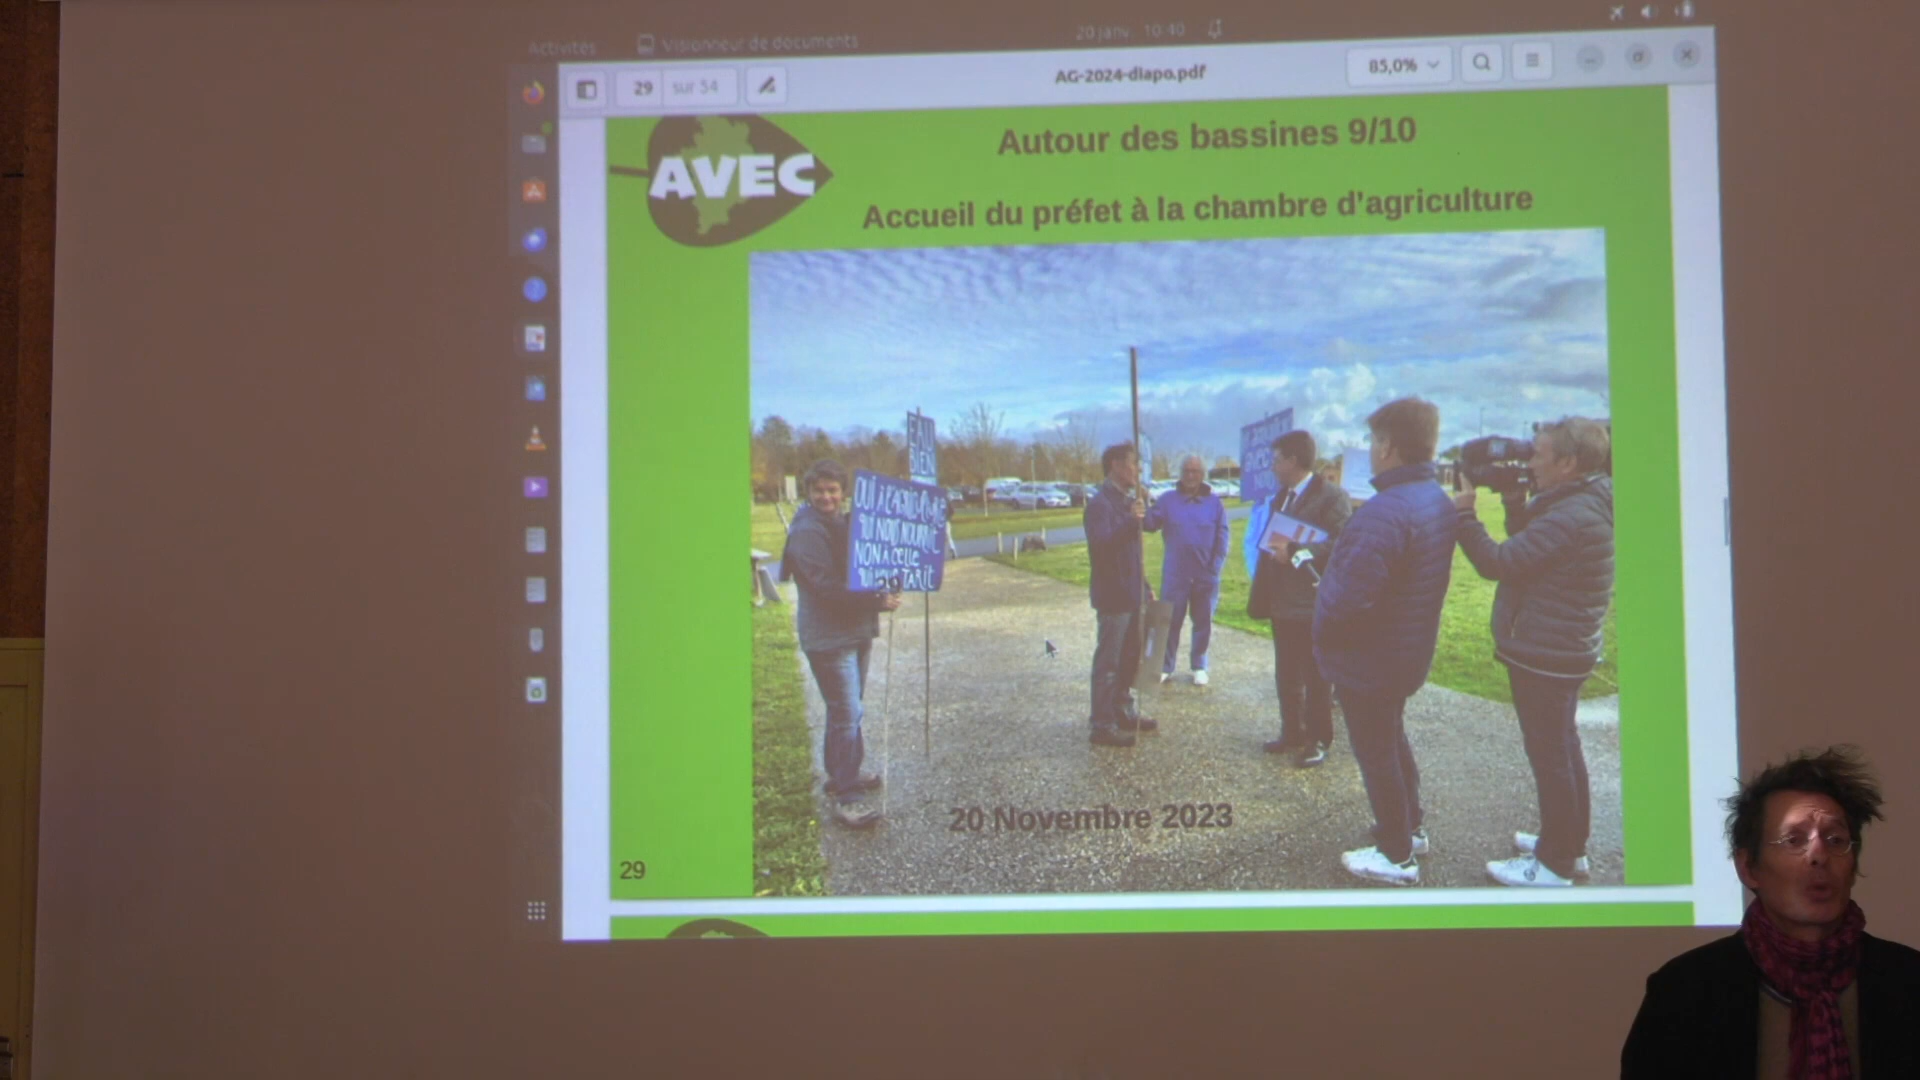 Activités
Visionneur de documents
20 janv. 10:40
29 sur 54
AG-2024-diapo.pdf
85,0%
AVEC
Autour des bassines 9/10
Accueil du préfet à la chambre d'agriculture
EAU
BIEN
OUI À L'AGRICULTURE
QUI NOUS NOURRIT
NON À CELLE
QUI NOUS TARIT
20 Novembre 2023
29